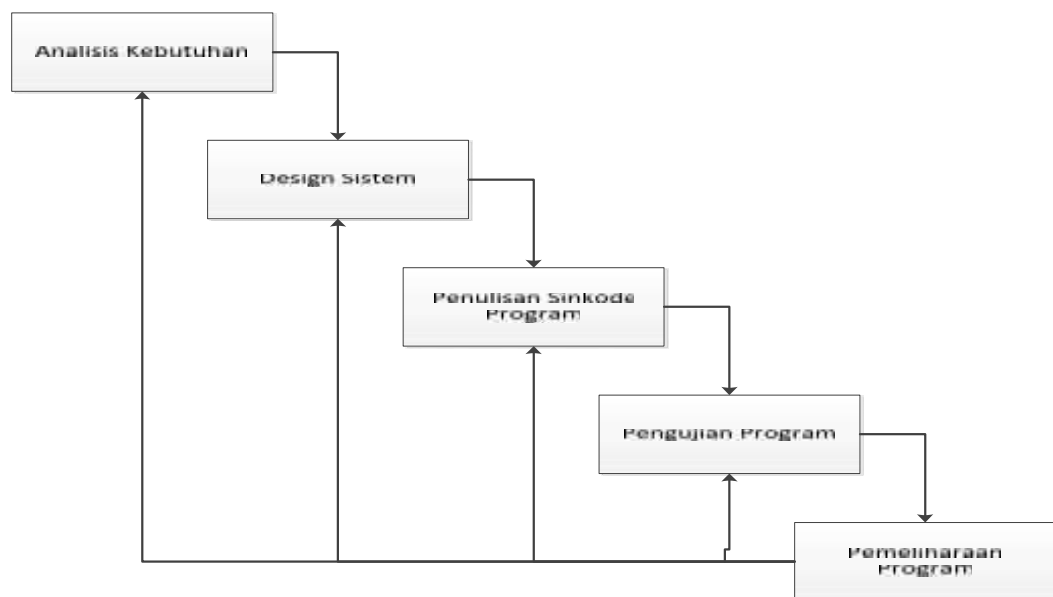 Analisis Kebutuhan
Design Sistem
Penulisan Sinkode
Program
Pengujian Program
Pemeliharaan
Program